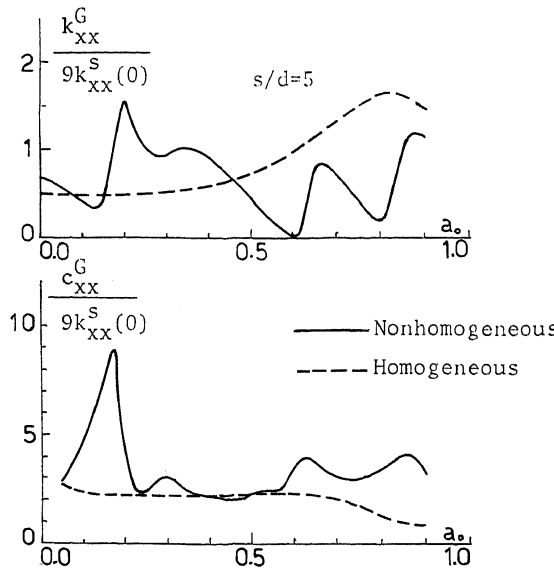 k^G_xx
9k^s_xx(0)
s/d=5
2
1
0
0.0
0.5
1.0
a₀
c^G_xx
9k^s_xx(0)
10
Nonhomogeneous
Homogeneous
5
0
0.0
0.5
1.0
a₀